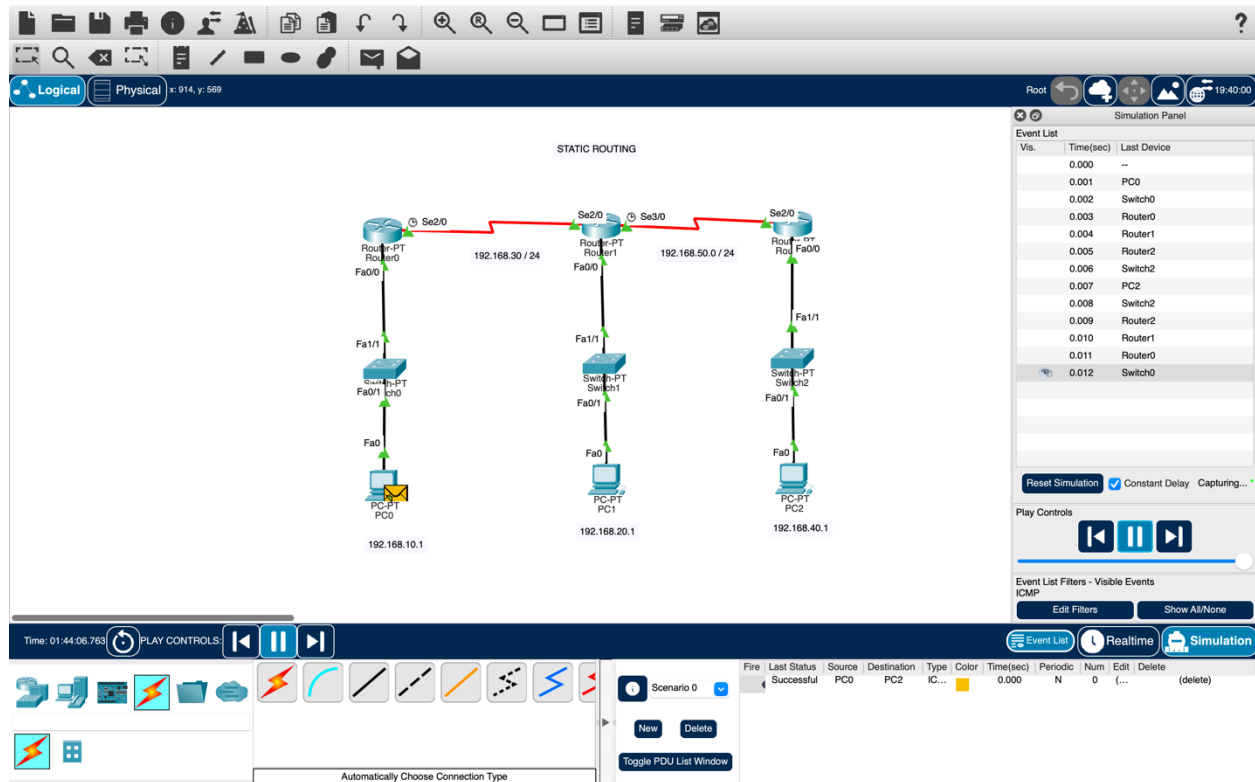 ?
Logical
Physical
x: 914, y: 569
Root
19:40:00
STATIC ROUTING
Se2/0
Se2/0
Se3/0
Se2/0
Router-PT
Router0
192.168.30 / 24
Router-PT
Router1
192.168.50.0 / 24
Fa0/0
Fa0/0
Fa0/0
Fa1/1
Fa1/1
Fa1/1
Switch-PT
Switch1
Switch-PT
Switch2
Fa0/1
ch0
Fa0/1
Fa0/1
Fa0
Fa0
Fa0
PC-PT
PC0
PC-PT
PC1
PC-PT
PC2
192.168.10.1
192.168.20.1
192.168.40.1
Simulation Panel
Event List
Vis. Time(sec) Last Device
0.000 --
0.001 PC0
0.002 Switch0
0.003 Router0
0.004 Router1
0.005 Router2
0.006 Switch2
0.007 PC2
0.008 Switch2
0.009 Router2
0.010 Router1
0.011 Router0
0.012 Switch0
Reset Simulation Constant Delay Capturing...
Play Controls
Event List Filters - Visible Events
ICMP
Edit Filters Show All/None
Time: 01:44:06.763 PLAY CONTROLS:
Event List Realtime Simulation
Fire Last Status Source Destination Type Color Time(sec) Periodic Num Edit Delete
Successful PC0 PC2 IC... 0.000 N 0 (... (delete)
Scenario 0
New Delete
Toggle PDU List Window
Automatically Choose Connection Type